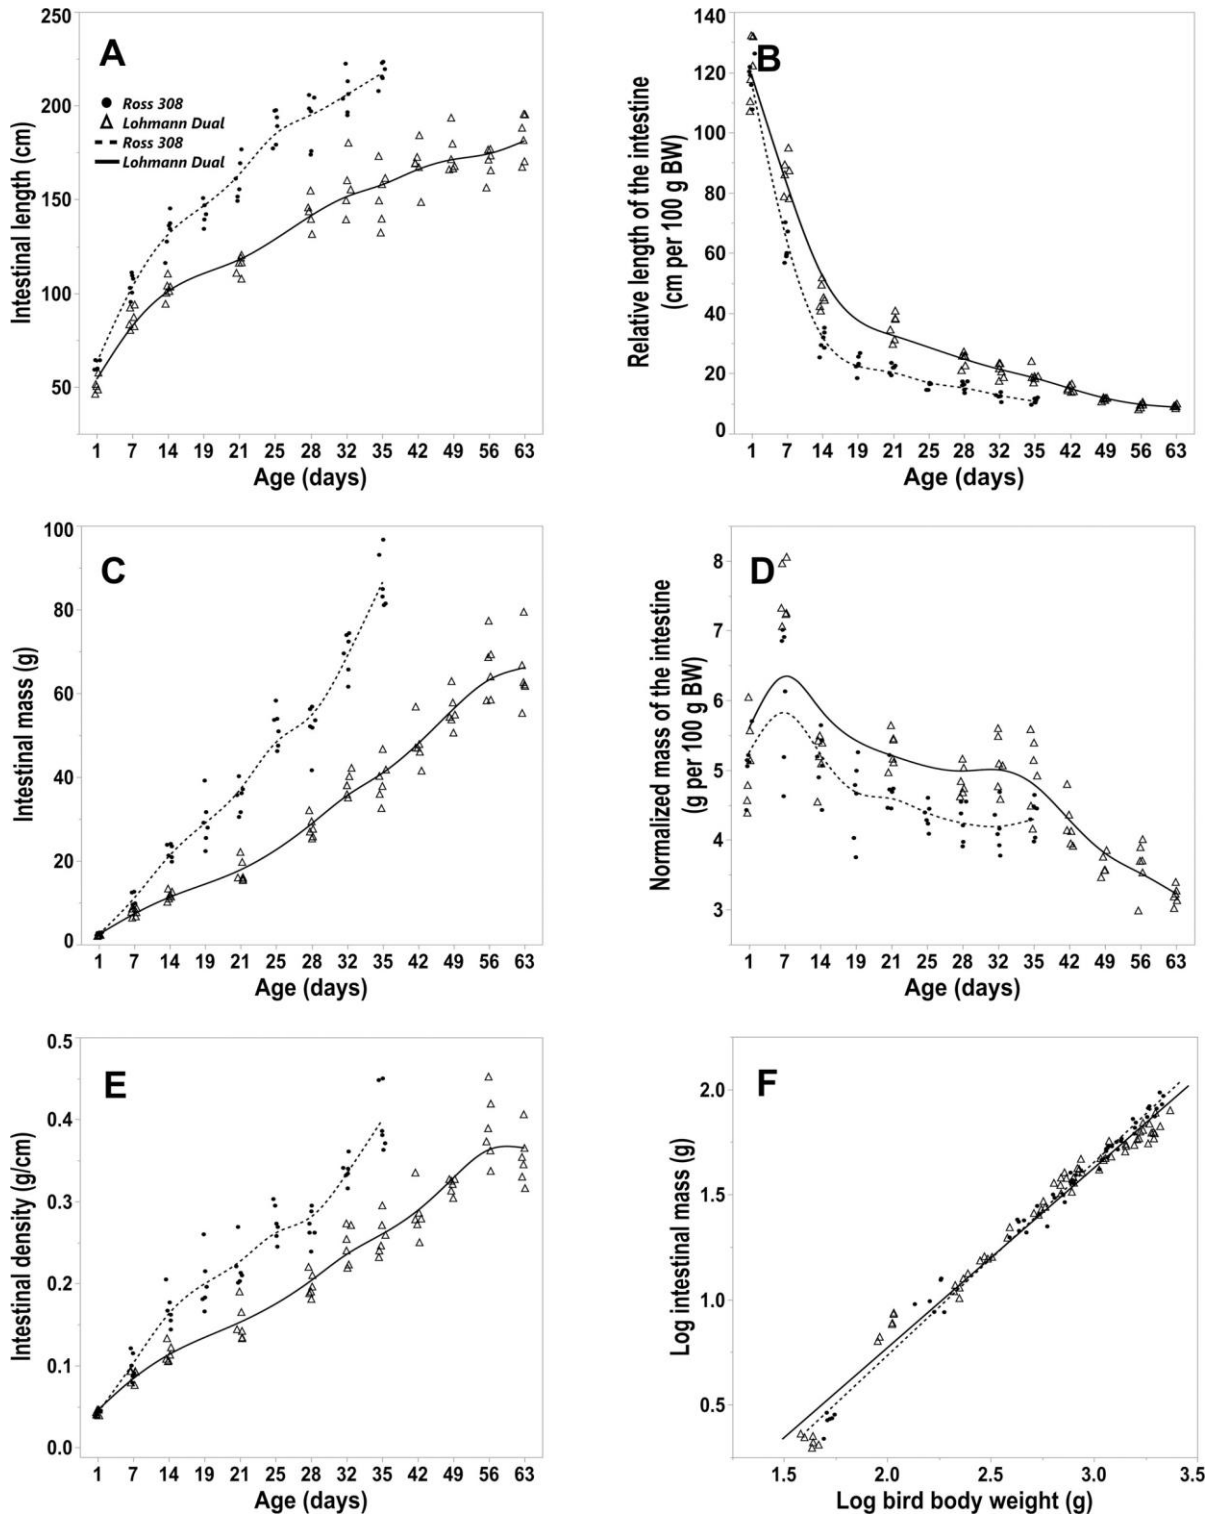 A
Ross 308
Lohmann Dual
Ross 308
Lohmann Dual
Intestinal length (cm)
250
200
150
100
50
1 7 14 19 21 25 28 32 35 42 49 56 63
Age (days)
B
Relative length of the intestine
(cm per 100 g BW)
140
120
100
80
60
40
20
0
1 7 14 19 21 25 28 32 35 42 49 56 63
Age (days)
C
Intestinal mass (g)
100
80
60
40
20
0
1 7 14 19 21 25 28 32 35 42 49 56 63
Age (days)
D
Normalized mass of the intestine
(g per 100 g BW)
8
7
6
5
4
3
1 7 14 19 21 25 28 32 35 42 49 56 63
Age (days)
E
Intestinal density (g/cm)
0.5
0.4
0.3
0.2
0.1
0.0
1 7 14 19 21 25 28 32 35 42 49 56 63
Age (days)
F
Log intestinal mass (g)
2.0
1.5
1.0
0.5
1.5 2.0 2.5 3.0 3.5
Log bird body weight (g)